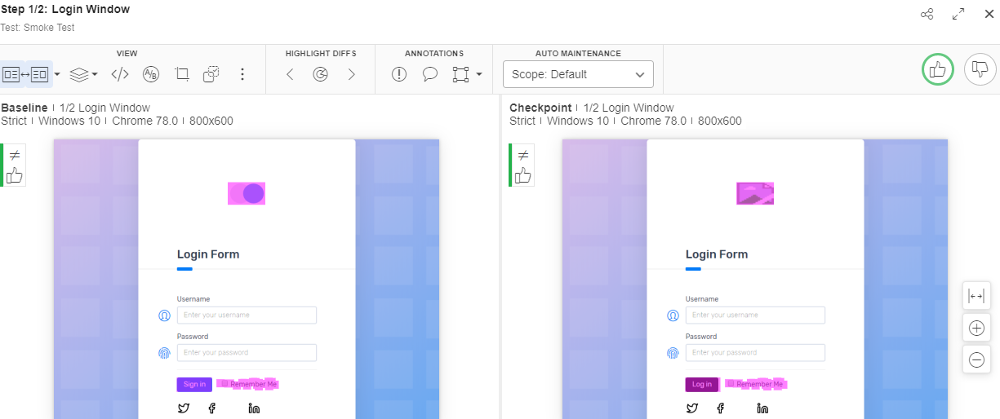 Step 1/2: Login Window
Test: Smoke Test
VIEW
HIGHLIGHT DIFFS
ANNOTATIONS
AUTO MAINTENANCE
A/B
Scope: Default
Baseline | 1/2 Login Window
Strict | Windows 10 | Chrome 78.0 | 800x600
Login Form
Username
Enter your username
Password
Enter your password
Sign in
Remember Me
Checkpoint | 1/2 Login Window
Strict | Windows 10 | Chrome 78.0 | 800x600
Login Form
Username
Enter your username
Password
Enter your password
Log in
Remember Me